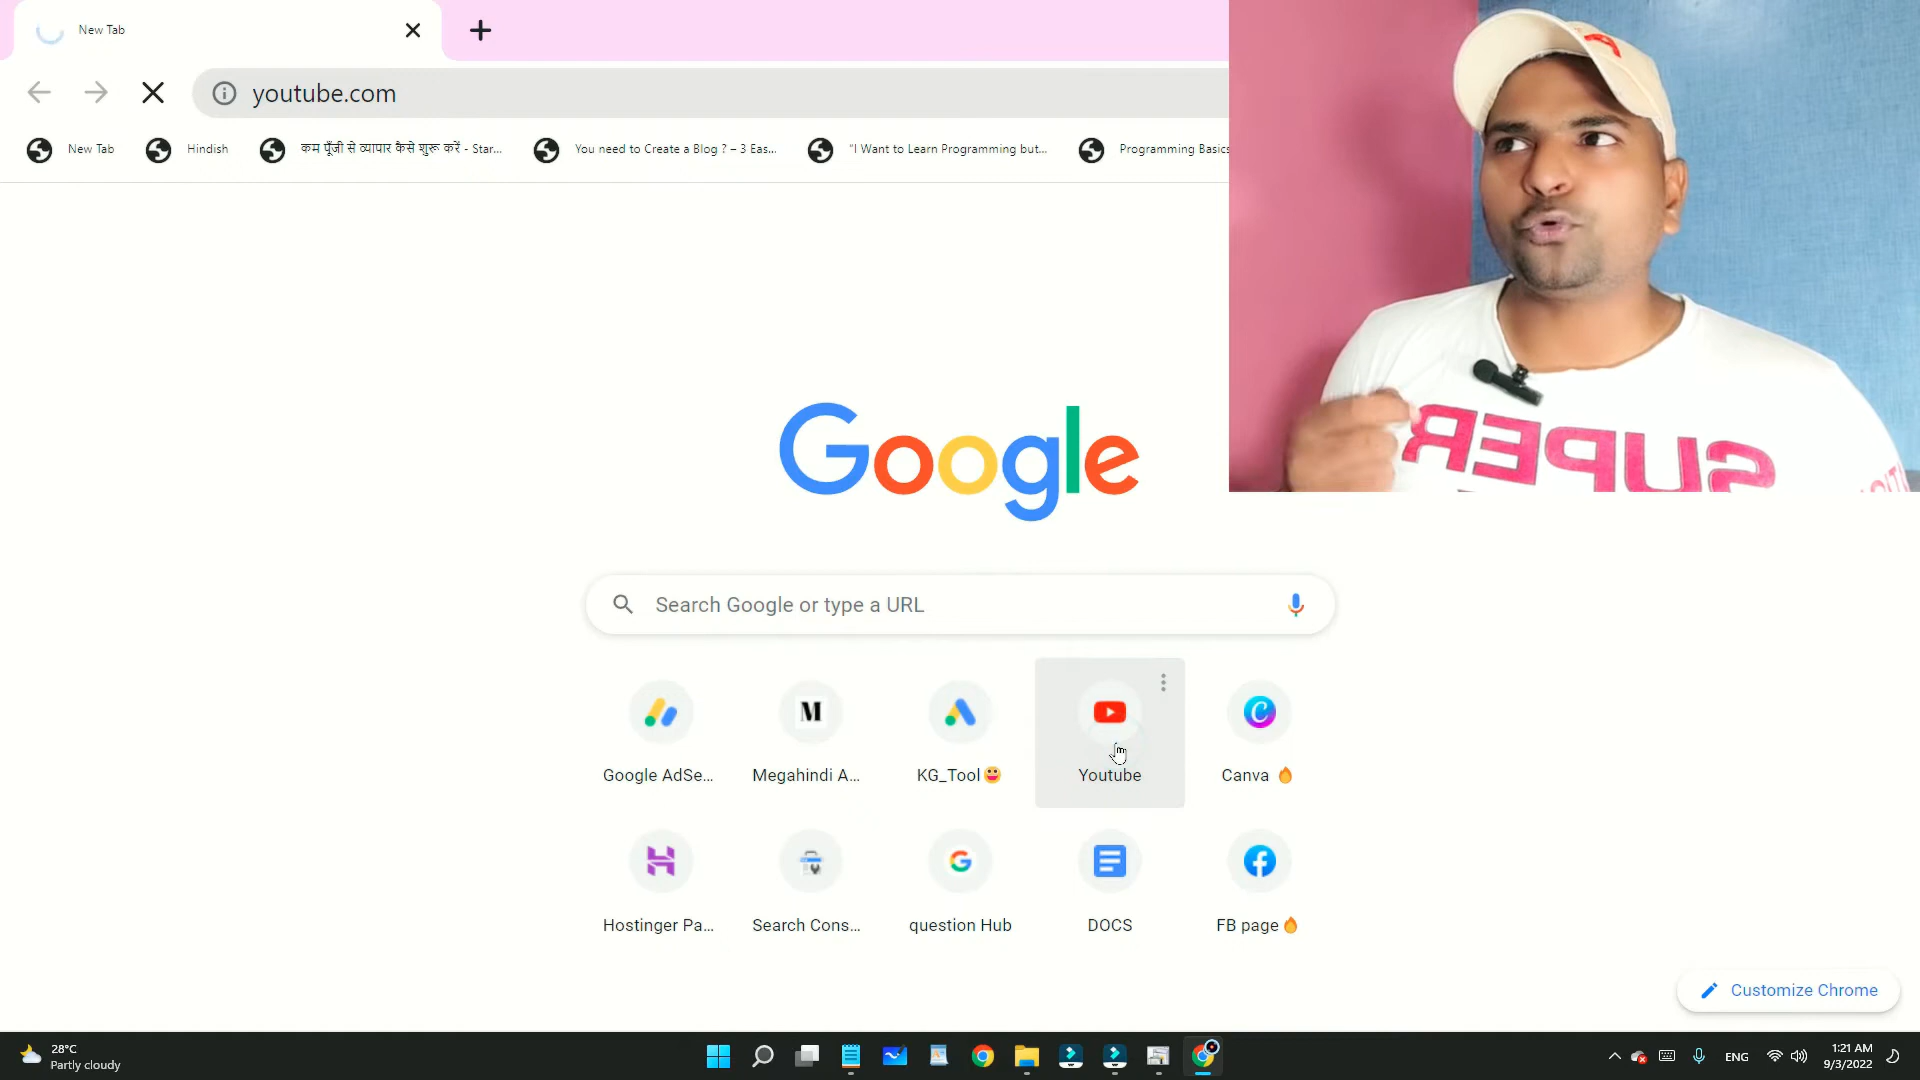 New Tab
youtube.com
New Tab
Hindish
कम पूँजी से व्यापार कैसे शुरू करें - Star...
You need to Create a Blog ? – 3 Eas...
"I Want to Learn Programming but...
Programming Basics
SUPER
Google
Search Google or type a URL
Google AdSe...
Megahindi A...
KG_Tool😀
Youtube
Canva 🔥
Hostinger Pa...
Search Cons...
question Hub
DOCS
FB page🔥
Customize Chrome
28°C
Partly cloudy
ENG
1:21 AM
9/3/2022